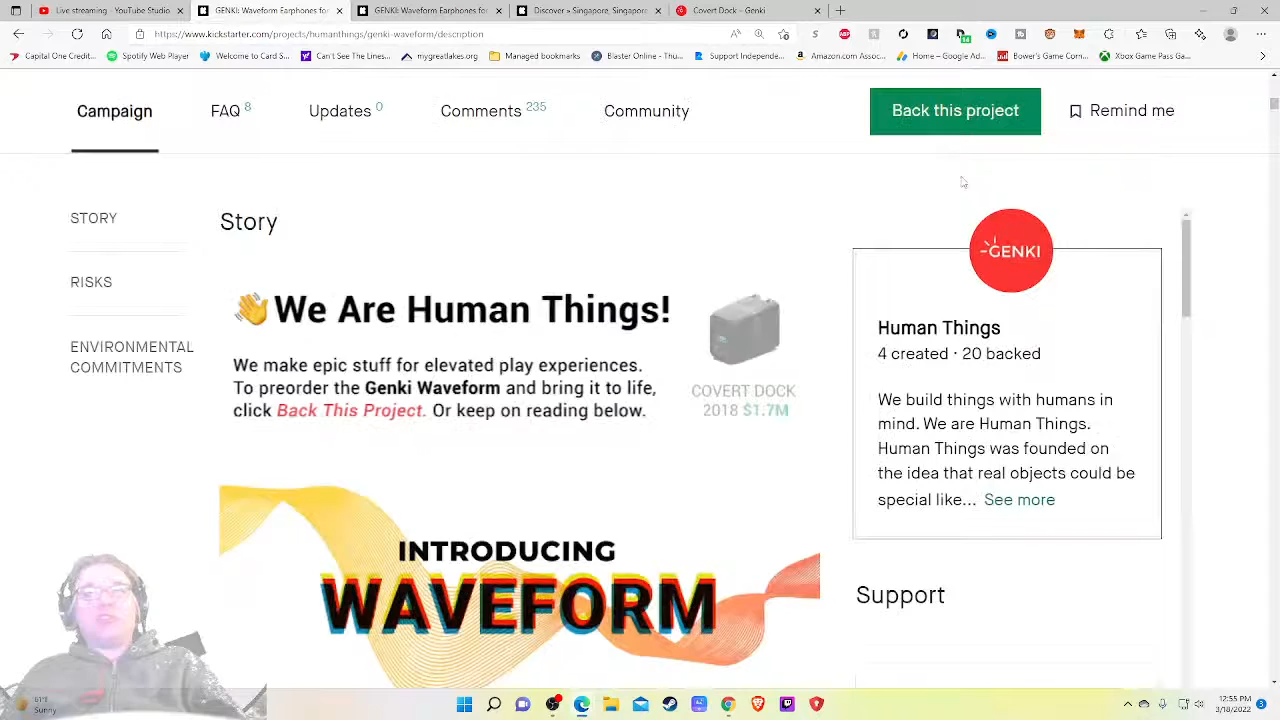 Live streaming - YouTube Studio
GENKI Waveform Earphones for
GENKI Waveform Earphones for S
Discover » Singapore, Singapore
Covert Dock – Genki
https://www.kickstarter.com/projects/humanthings/genki-waveform/description
Capital One Credit...
Spotify Web Player
Welcome to Google...
Can't See The Lines...
mygreatlakes.org
Managed Bookmarks
Blaster Online - Thu...
Support Independe...
Amazon.com Assoc...
Bover's Game Corn...
Xbox Game Pass Ga...
Campaign
FAQ 8
Updates 0
Comments 235
Community
Back this project
Remind me
STORY
RISKS
ENVIRONMENTAL
COMMITMENTS
Story
👋We Are Human Things!
We make epic stuff for elevated play experiences.
To preorder the Genki Waveform and bring it to life,
click Back This Project. Or keep on reading below.
COVERT DOCK
2018 $1.7M
INTRODUCING
WAVEFORM
GENKI
Human Things
4 created · 20 backed
We build things with humans in
mind. We are Human Things.
Human Things was founded on
the idea that real objects could be
special like... See more
Support
Sunny
12:55 PM
3/18/2022